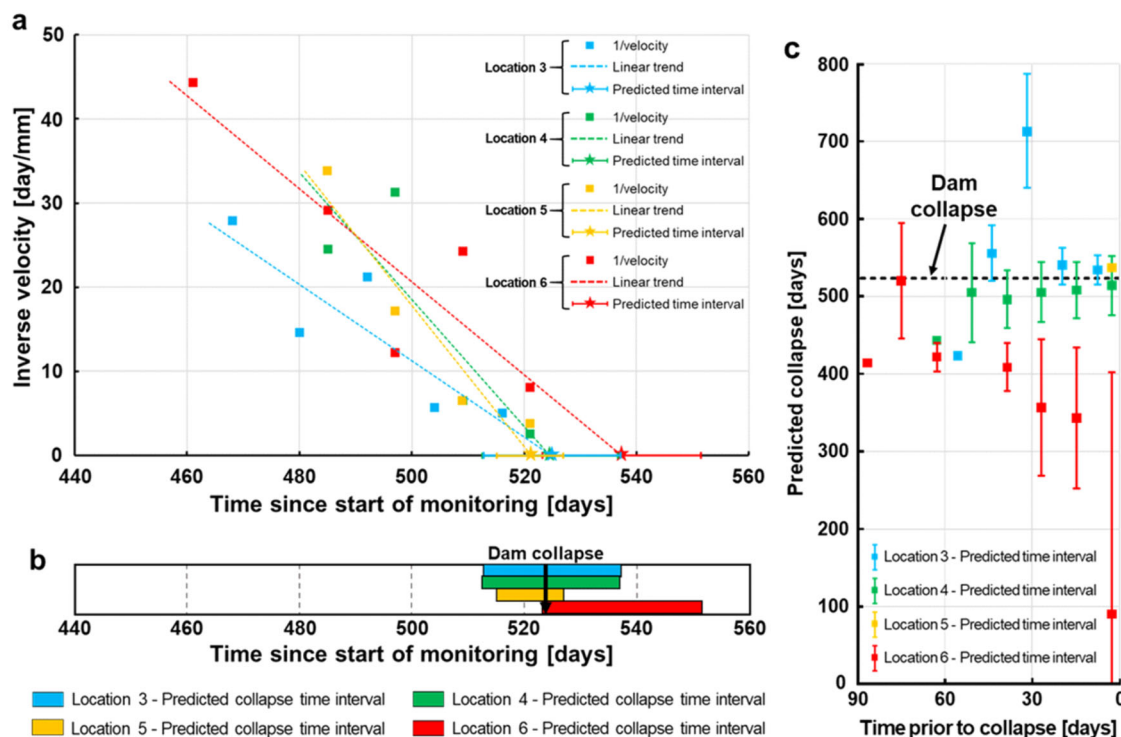 a
50
40
30
20
10
0
Inverse velocity [day/mm]
440 460 480 500 520 540 560
Time since start of monitoring [days]
Location 3
1/velocity
Linear trend
Predicted time interval
Location 4
1/velocity
Linear trend
Predicted time interval
Location 5
1/velocity
Linear trend
Predicted time interval
Location 6
1/velocity
Linear trend
Predicted time interval
b
Dam collapse
440 460 480 500 520 540 560
Time since start of monitoring [days]
Location 3 - Predicted collapse time interval
Location 4 - Predicted collapse time interval
Location 5 - Predicted collapse time interval
Location 6 - Predicted collapse time interval
c
800
700
600
500
400
300
200
100
0
Predicted collapse [days]
Dam
collapse
Location 3 - Predicted time interval
Location 4 - Predicted time interval
Location 5 - Predicted time interval
Location 6 - Predicted time interval
90 60 30 0
Time prior to collapse [days]